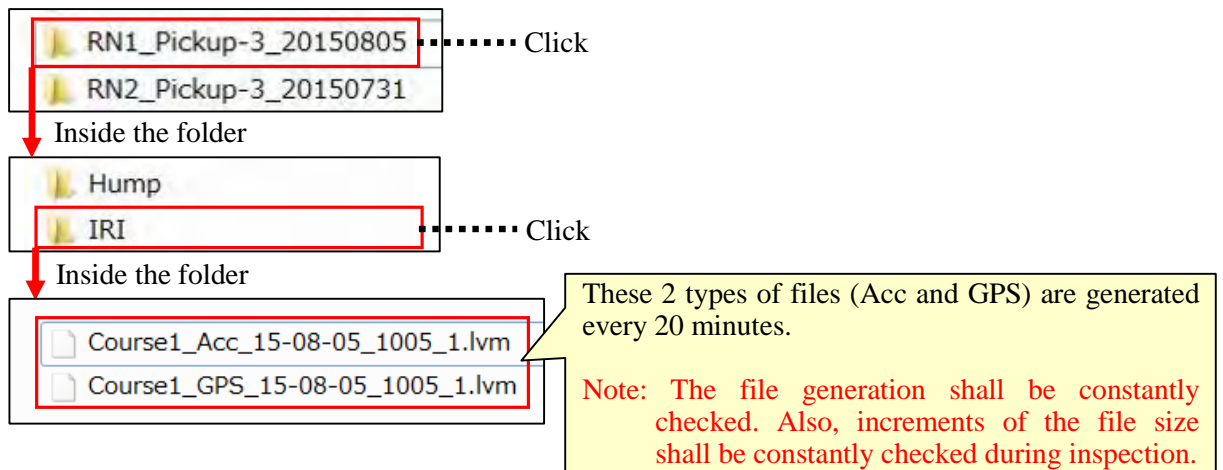 RN1_Pickup-3_20150805
Click
RN2_Pickup-3_20150731
Inside the folder
Hump
IRI
Click
Inside the folder
Course1_Acc_15-08-05_1005_1.lvm
Course1_GPS_15-08-05_1005_1.lvm
These 2 types of files (Acc and GPS) are generated
every 20 minutes.
Note: The file generation shall be constantly
checked. Also, increments of the file size
shall be constantly checked during inspection.